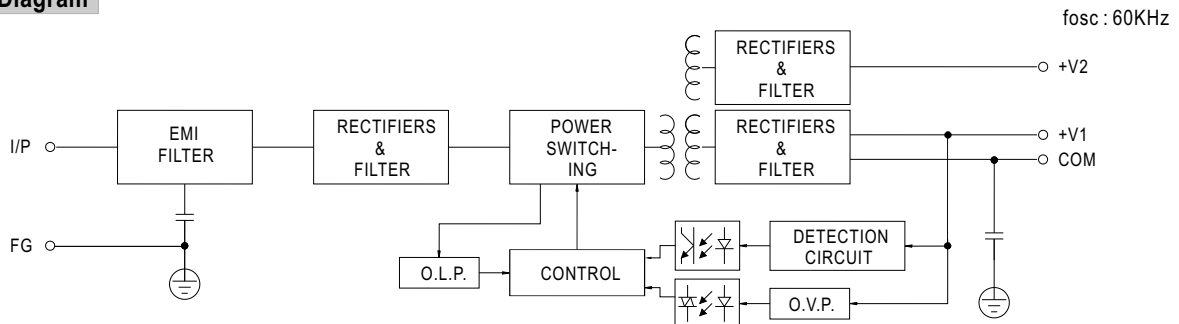 Diagram
fosc : 60KHz
RECTIFIERS
&
FILTER
+V2
I/P
EMI
FILTER
RECTIFIERS
&
FILTER
POWER
SWITCH-
ING
RECTIFIERS
&
FILTER
+V1
COM
FG
O.L.P.
CONTROL
DETECTION
CIRCUIT
O.V.P.